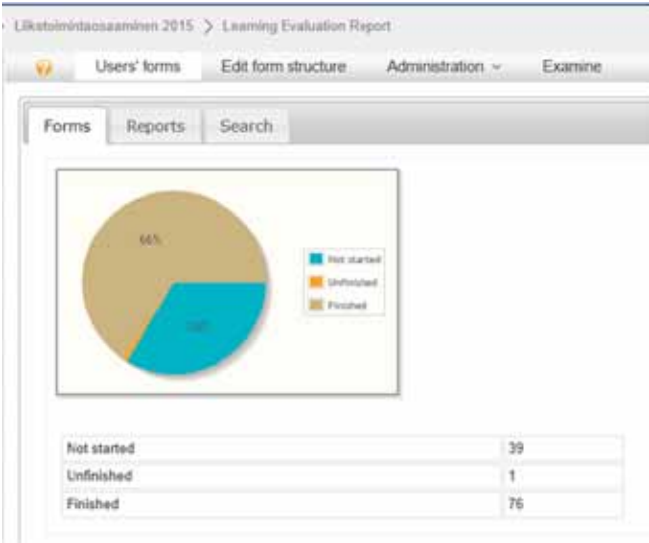 Liiketoimintaosaaminen 2015 > Learning Evaluation Report
Users' forms Edit form structure Administration Examine
Forms Reports Search
66%
Not started
Unfinished
Finished
Not started 39
Unfinished 1
Finished 76